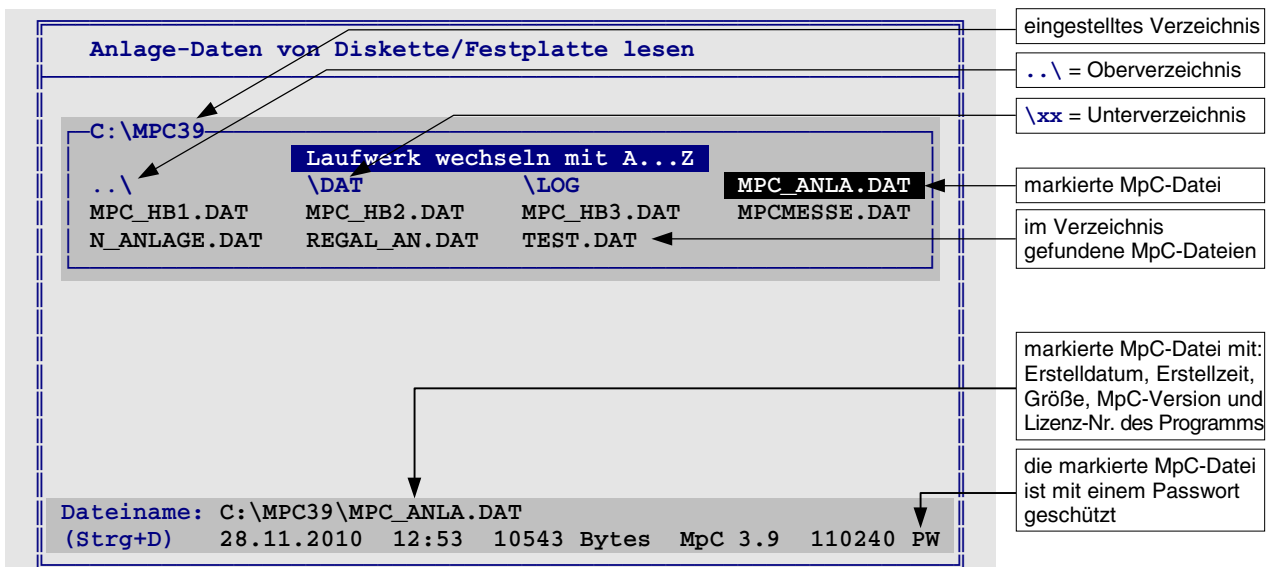 Anlage-Daten von Diskette/Festplatte lesen
C:\MPC39
Laufwerk wechseln mit A...Z
..\ \DAT \LOG MPC_ANLA.DAT
MPC_HB1.DAT MPC_HB2.DAT MPC_HB3.DAT MPCMESSE.DAT
N_ANLAGE.DAT REGAL_AN.DAT TEST.DAT
Dateiname: C:\MPC39\MPC_ANLA.DAT
(Strg+D) 28.11.2010 12:53 10543 Bytes MpC 3.9 110240 PW
eingestelltes Verzeichnis
..\ = Oberverzeichnis
\xx = Unterverzeichnis
markierte MpC-Datei
im Verzeichnis
gefundene MpC-Dateien
markierte MpC-Datei mit:
Erstelldatum, Erstellzeit,
Größe, MpC-Version und
Lizenz-Nr. des Programms
die markierte MpC-Datei
ist mit einem Passwort
geschützt